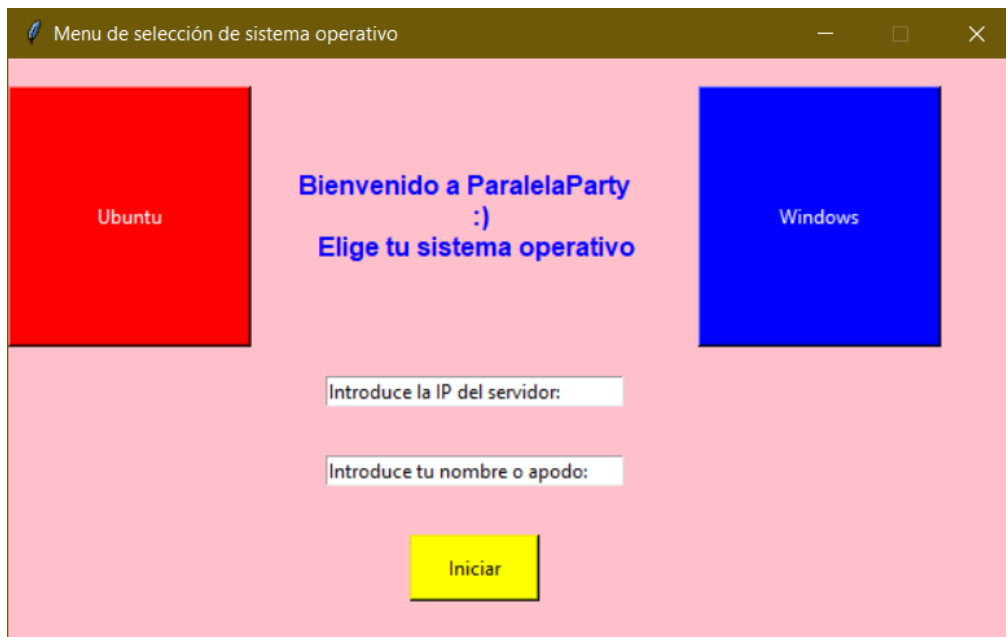 Menu de selección de sistema operativo
Ubuntu
Bienvenido a ParalelaParty
:)
Elige tu sistema operativo
Windows
Introduce la IP del servidor:
Introduce tu nombre o apodo:
Iniciar